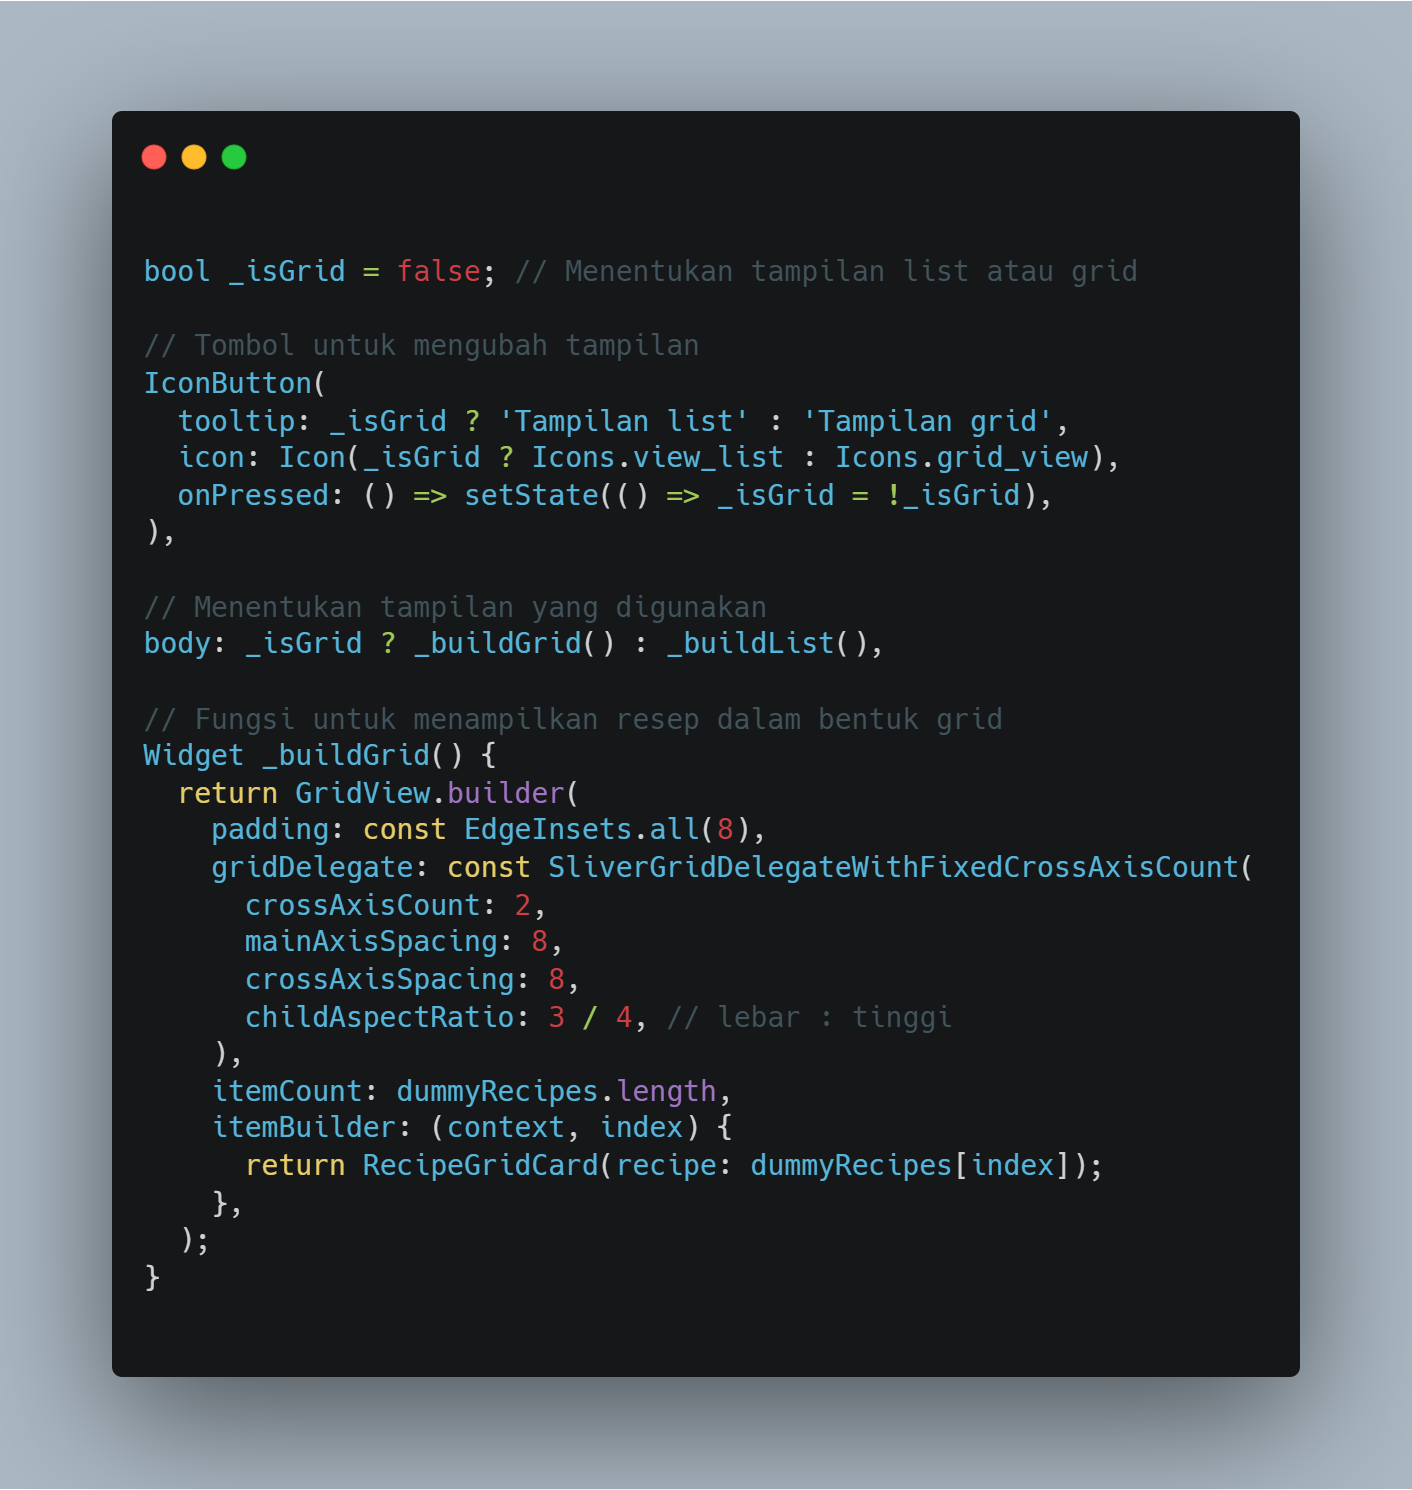 bool _isGrid = false; // Menentukan tampilan list atau grid
// Tombol untuk mengubah tampilan
IconButton(
  tooltip: _isGrid ? 'Tampilan list' : 'Tampilan grid',
  icon: Icon(_isGrid ? Icons.view_list : Icons.grid_view),
  onPressed: () => setState(() => _isGrid = !_isGrid),
),
// Menentukan tampilan yang digunakan
body: _isGrid ? _buildGrid() : _buildList(),
// Fungsi untuk menampilkan resep dalam bentuk grid
Widget _buildGrid() {
  return GridView.builder(
    padding: const EdgeInsets.all(8),
    gridDelegate: const SliverGridDelegateWithFixedCrossAxisCount(
      crossAxisCount: 2,
      mainAxisSpacing: 8,
      crossAxisSpacing: 8,
      childAspectRatio: 3 / 4, // lebar : tinggi
    ),
    itemCount: dummyRecipes.length,
    itemBuilder: (context, index) {
      return RecipeGridCard(recipe: dummyRecipes[index]);
    },
  );
}